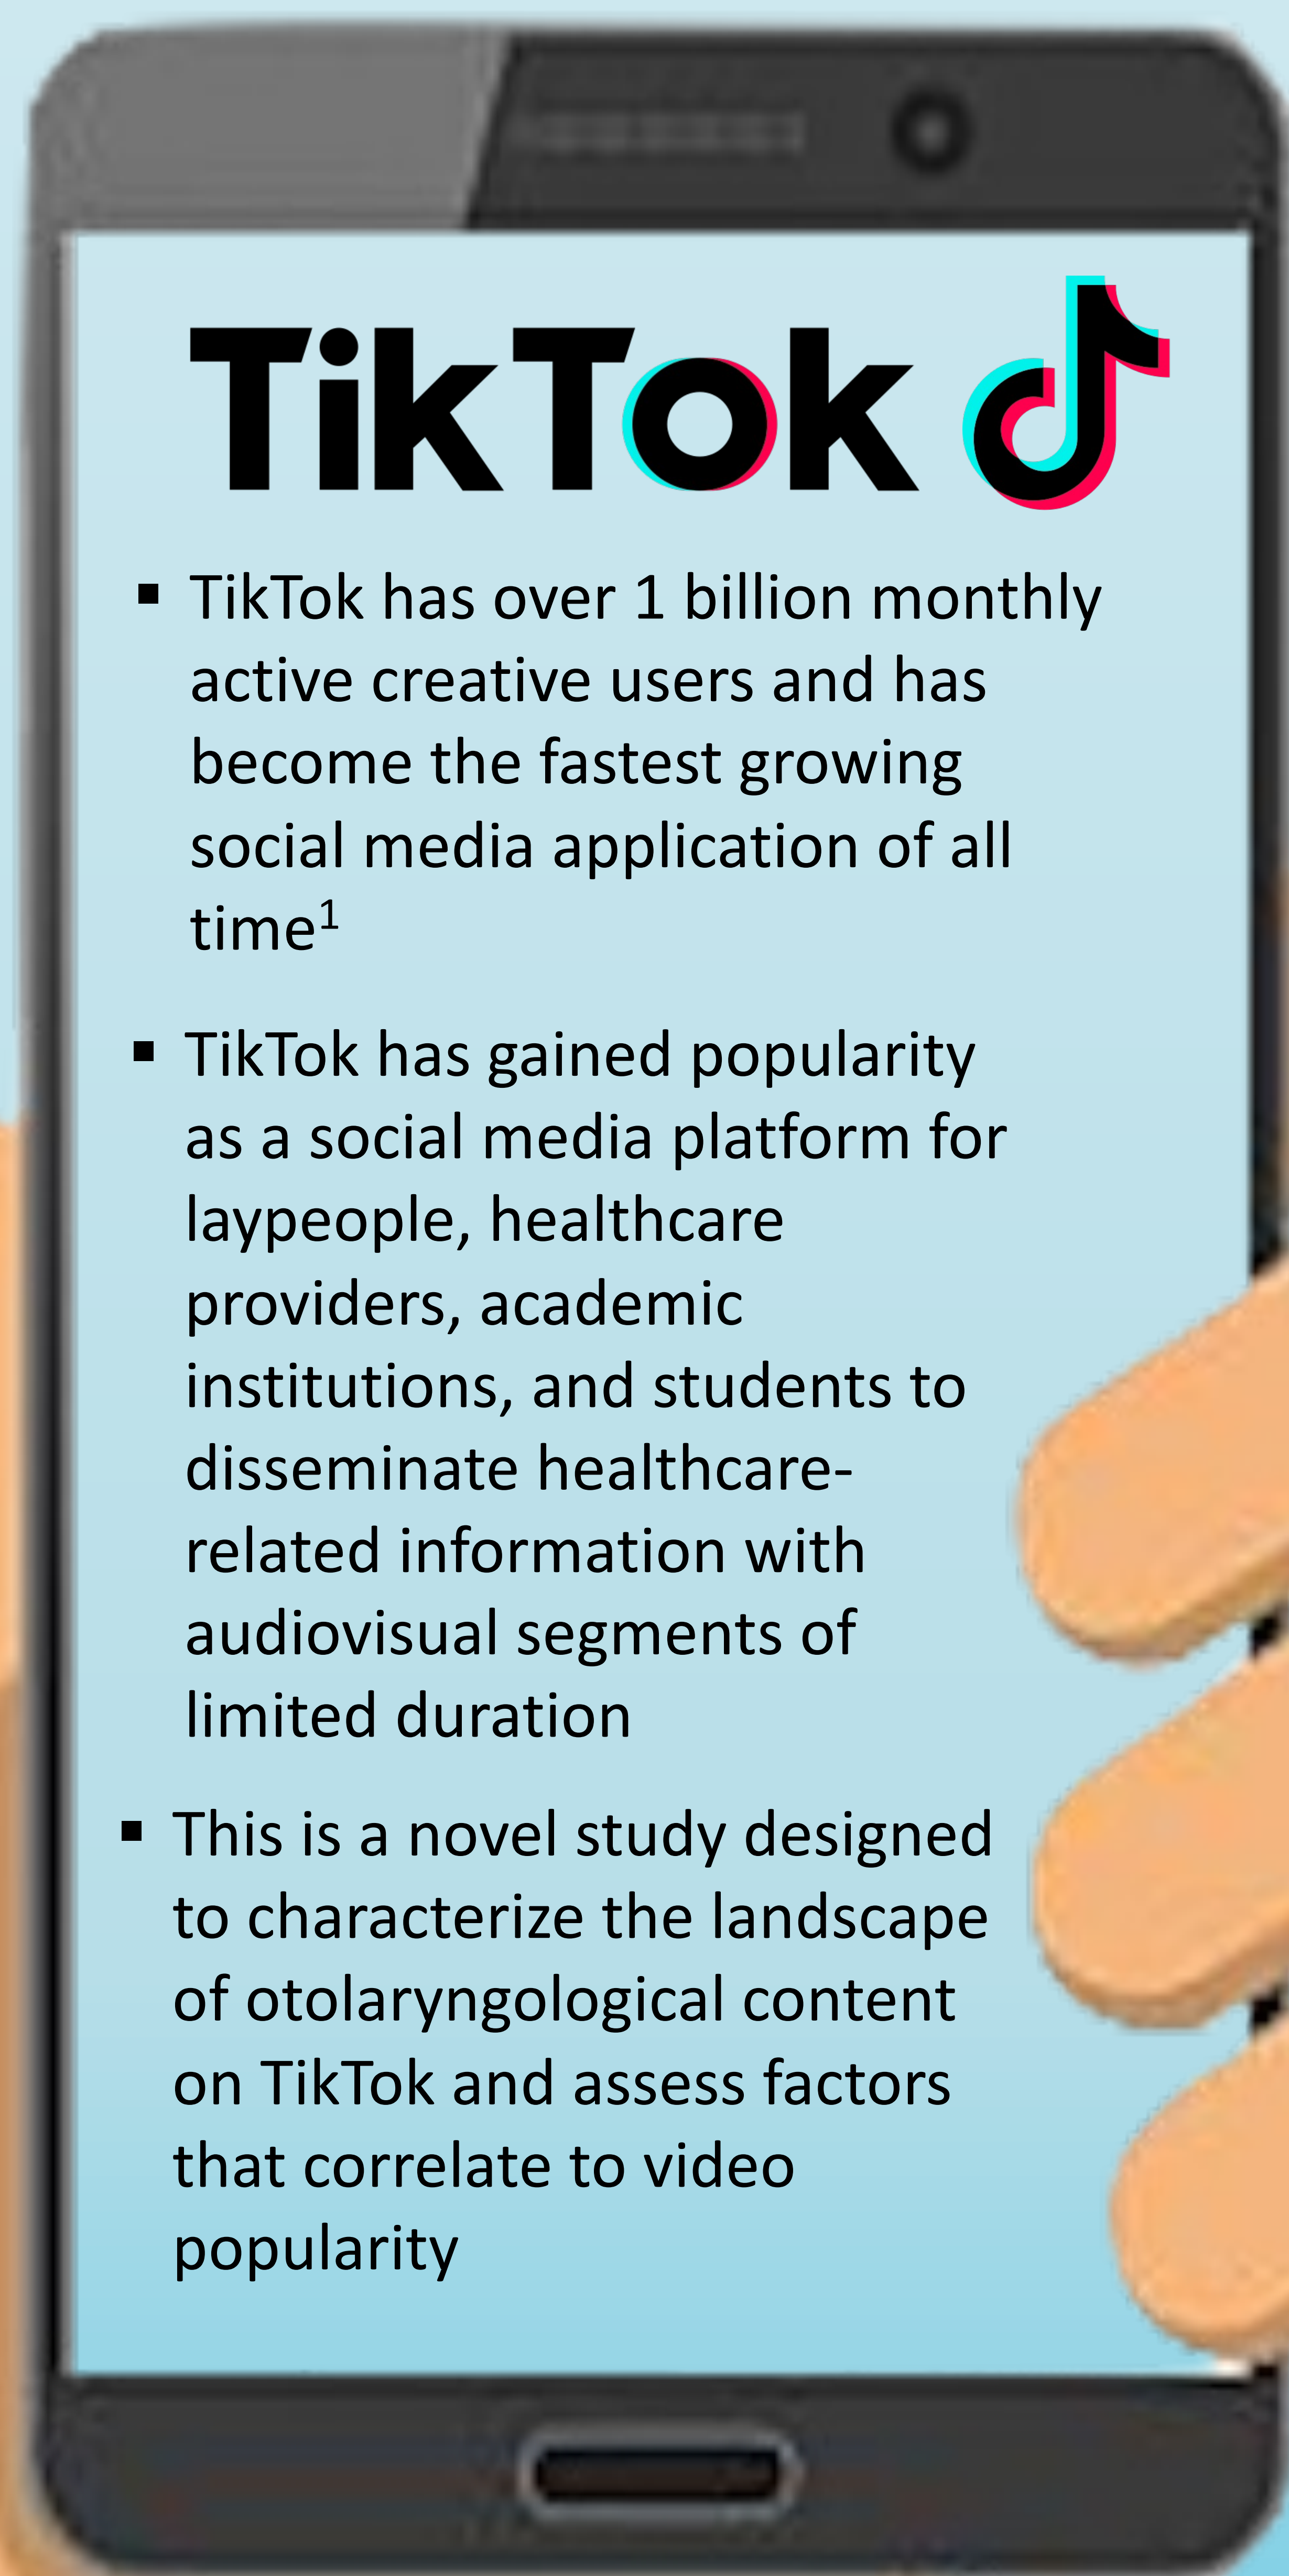 TikTok
▪ TikTok has over 1 billion monthly
active creative users and has
become the fastest growing
social media application of all
time¹
▪ TikTok has gained popularity
as a social media platform for
laypeople, healthcare
providers, academic
institutions, and students to
disseminate healthcare-
related information with
audiovisual segments of
limited duration
▪ This is a novel study designed
to characterize the landscape
of otolaryngological content
on TikTok and assess factors
that correlate to video
popularity